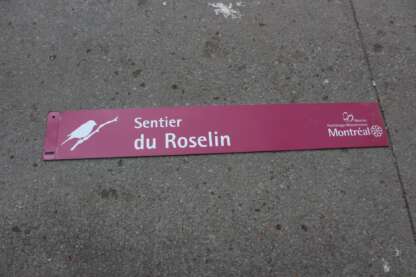 Sentier
du Roselin
Montréal